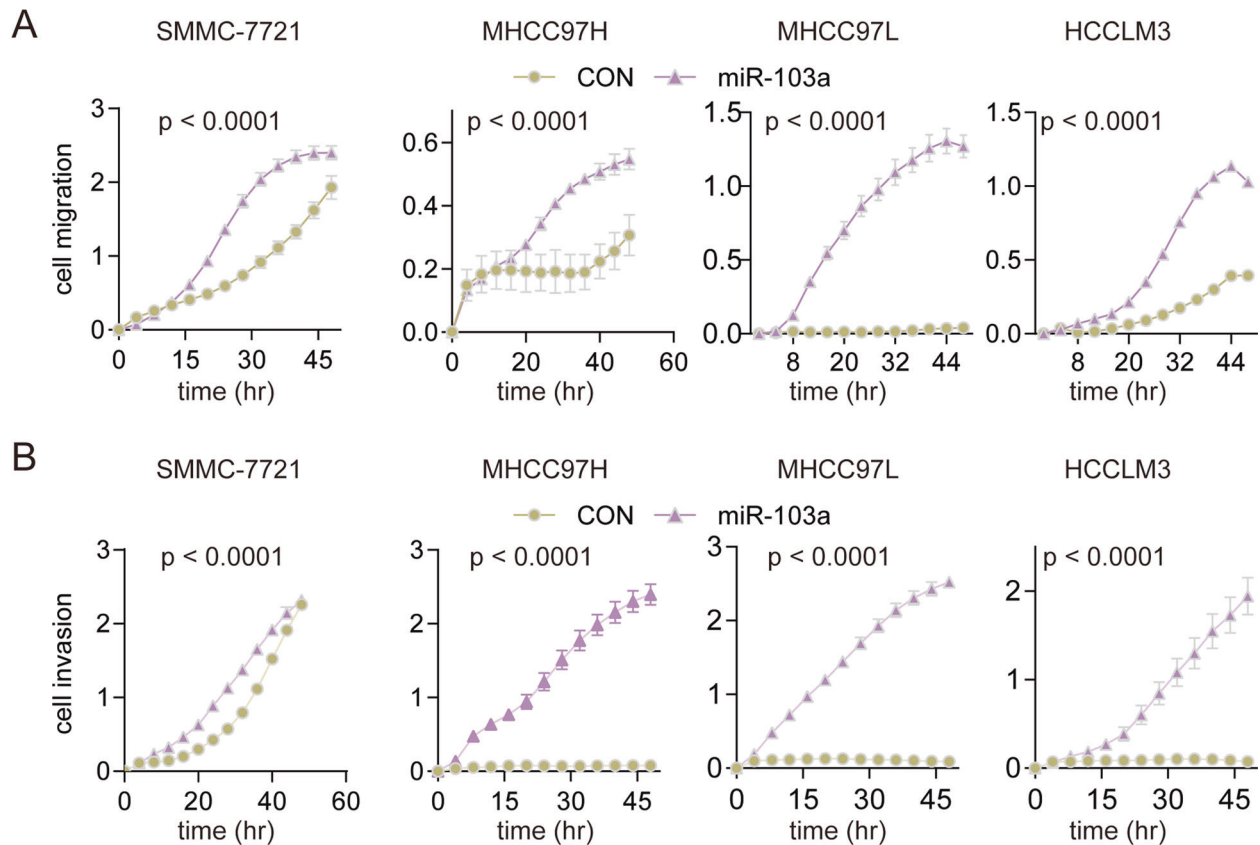 A
SMMC-7721 MHCC97H MHCC97L HCCLM3
CON miR-103a
p < 0.0001 p < 0.0001 p < 0.0001 p < 0.0001
cell migration
3
2
1
0
0 15 30 45
time (hr)
0.6
0.4
0.2
0.0
0 20 40 60
time (hr)
1.5
1.0
0.5
0.0
8 20 32 44
time (hr)
1.5
1.0
0.5
0.0
8 20 32 44
time (hr)
B
SMMC-7721 MHCC97H MHCC97L HCCLM3
CON miR-103a
p < 0.0001 p < 0.0001 p < 0.0001 p < 0.0001
cell invasion
3
2
1
0
0 20 40 60
time (hr)
3
2
1
0
0 15 30 45
time (hr)
3
2
1
0
0 15 30 45
time (hr)
2
1
0
0 15 30 45
time (hr)